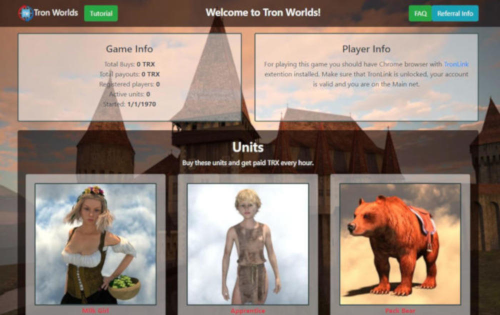 Tron Worlds
Tutorial
Welcome to Tron Worlds!
FAQ
Referral Info
Game Info
Total Buys: 0 TRX
Total payouts: 0 TRX
Registered players: 0
Active units: 0
Started: 1/1/1970
Player Info
For playing this game you should have Chrome browser with TronLink
extention installed. Make sure that TronLink is unlocked, your account
is valid and you are on the Main net.
Units
Buy these units and get paid TRX every hour.
Milk Girl
Apprentice
Pack Bear